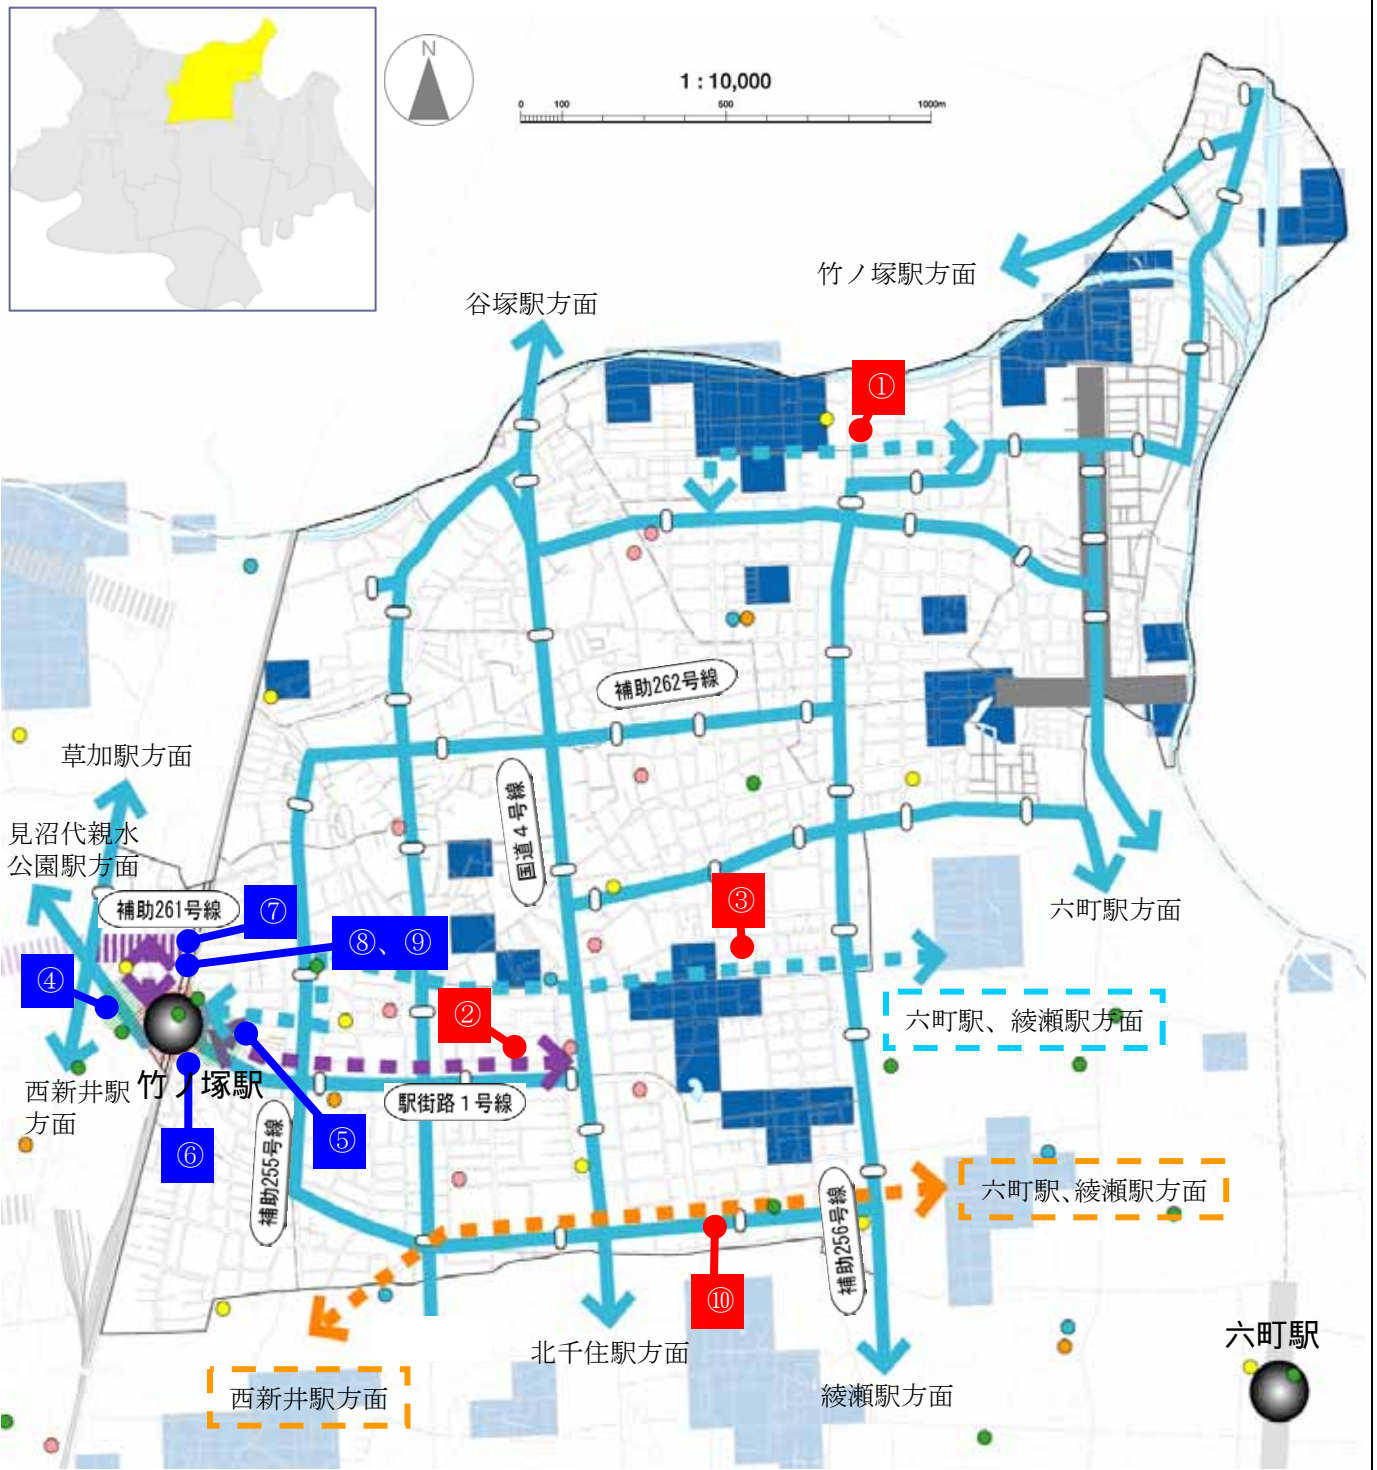 N
1：10,000
0 100 500 1000m
竹ノ塚駅方面
谷塚駅方面
①
補助262号線
草加駅方面
国道４号線
見沼代親水
公園駅方面
補助261号線
⑦
③
六町駅方面
⑧、⑨
④
②
六町駅、綾瀬駅方面
西新井駅
方面
竹ノ塚駅
駅街路１号線
⑥
⑤
補助255号線
六町駅、綾瀬駅方面
補助256号線
⑩
北千住駅方面
六町駅
西新井駅方面
綾瀬駅方面